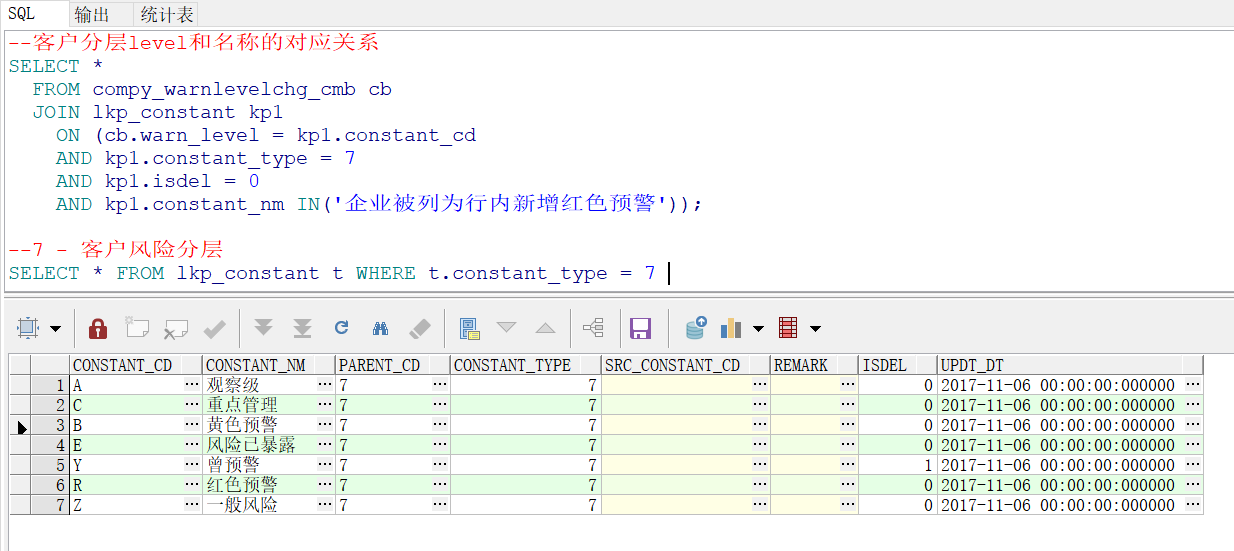 SQL 输出 统计表
--客户分层level和名称的对应关系
SELECT *
FROM compy_warnlevelchg_cmb cb
JOIN lkp_constant kp1
ON (cb.warn_level = kp1.constant_cd
AND kp1.constant_type = 7
AND kp1.isdel = 0
AND kp1.constant_nm IN('企业被列为行内新增红色预警'));
--7 - 客户风险分层
SELECT * FROM lkp_constant t WHERE t.constant_type = 7
CONSTANT_CD CONSTANT_NM PARENT_CD CONSTANT_TYPE SRC_CONSTANT_CD REMARK ISDEL UPDT_DT
1 A ··· 观察级 ··· 7 ··· 7 ··· ··· 0 2017-11-06 00:00:00:000000 ···
2 C ··· 重点管理 ··· 7 ··· 7 ··· ··· 0 2017-11-06 00:00:00:000000 ···
3 B ··· 黄色预警 ··· 7 ··· 7 ··· ··· 0 2017-11-06 00:00:00:000000 ···
4 E ··· 风险已暴露 ··· 7 ··· 7 ··· ··· 0 2017-11-06 00:00:00:000000 ···
5 Y ··· 曾预警 ··· 7 ··· 7 ··· ··· 1 2017-11-06 00:00:00:000000 ···
6 R ··· 红色预警 ··· 7 ··· 7 ··· ··· 0 2017-11-06 00:00:00:000000 ···
7 Z ··· 一般风险 ··· 7 ··· 7 ··· ··· 0 2017-11-06 00:00:00:000000 ···